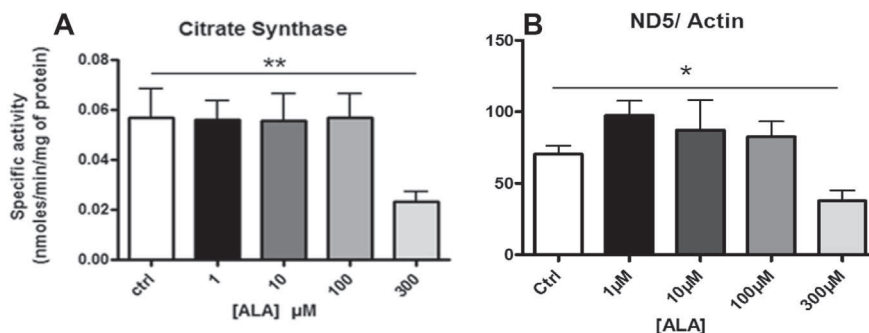 A
Citrate Synthase
**
Specific activity
(nmoles/min/mg of protein)
0.08
0.06
0.04
0.02
0.00
ctrl
1
10
100
300
[ALA] µM
B
ND5/ Actin
*
150
100
50
0
Ctrl
1µM
10µM
100µM
300µM
[ALA]